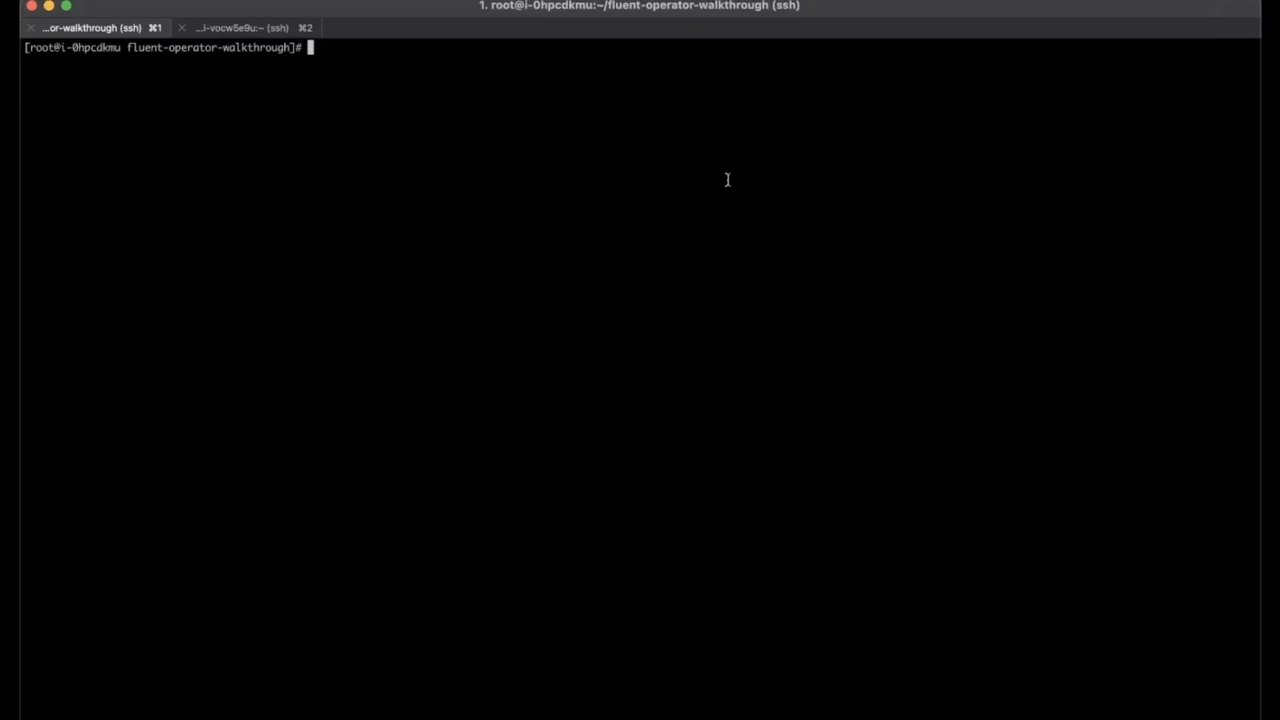 1. root@i-0hpcdkmu:~/fluent-operator-walkthrough (ssh)
...or-walkthrough (ssh) ⌘1 ...i-vocw5e9u:~ (ssh) ⌘2
[root@i-0hpcdkmu fluent-operator-walkthrough]#